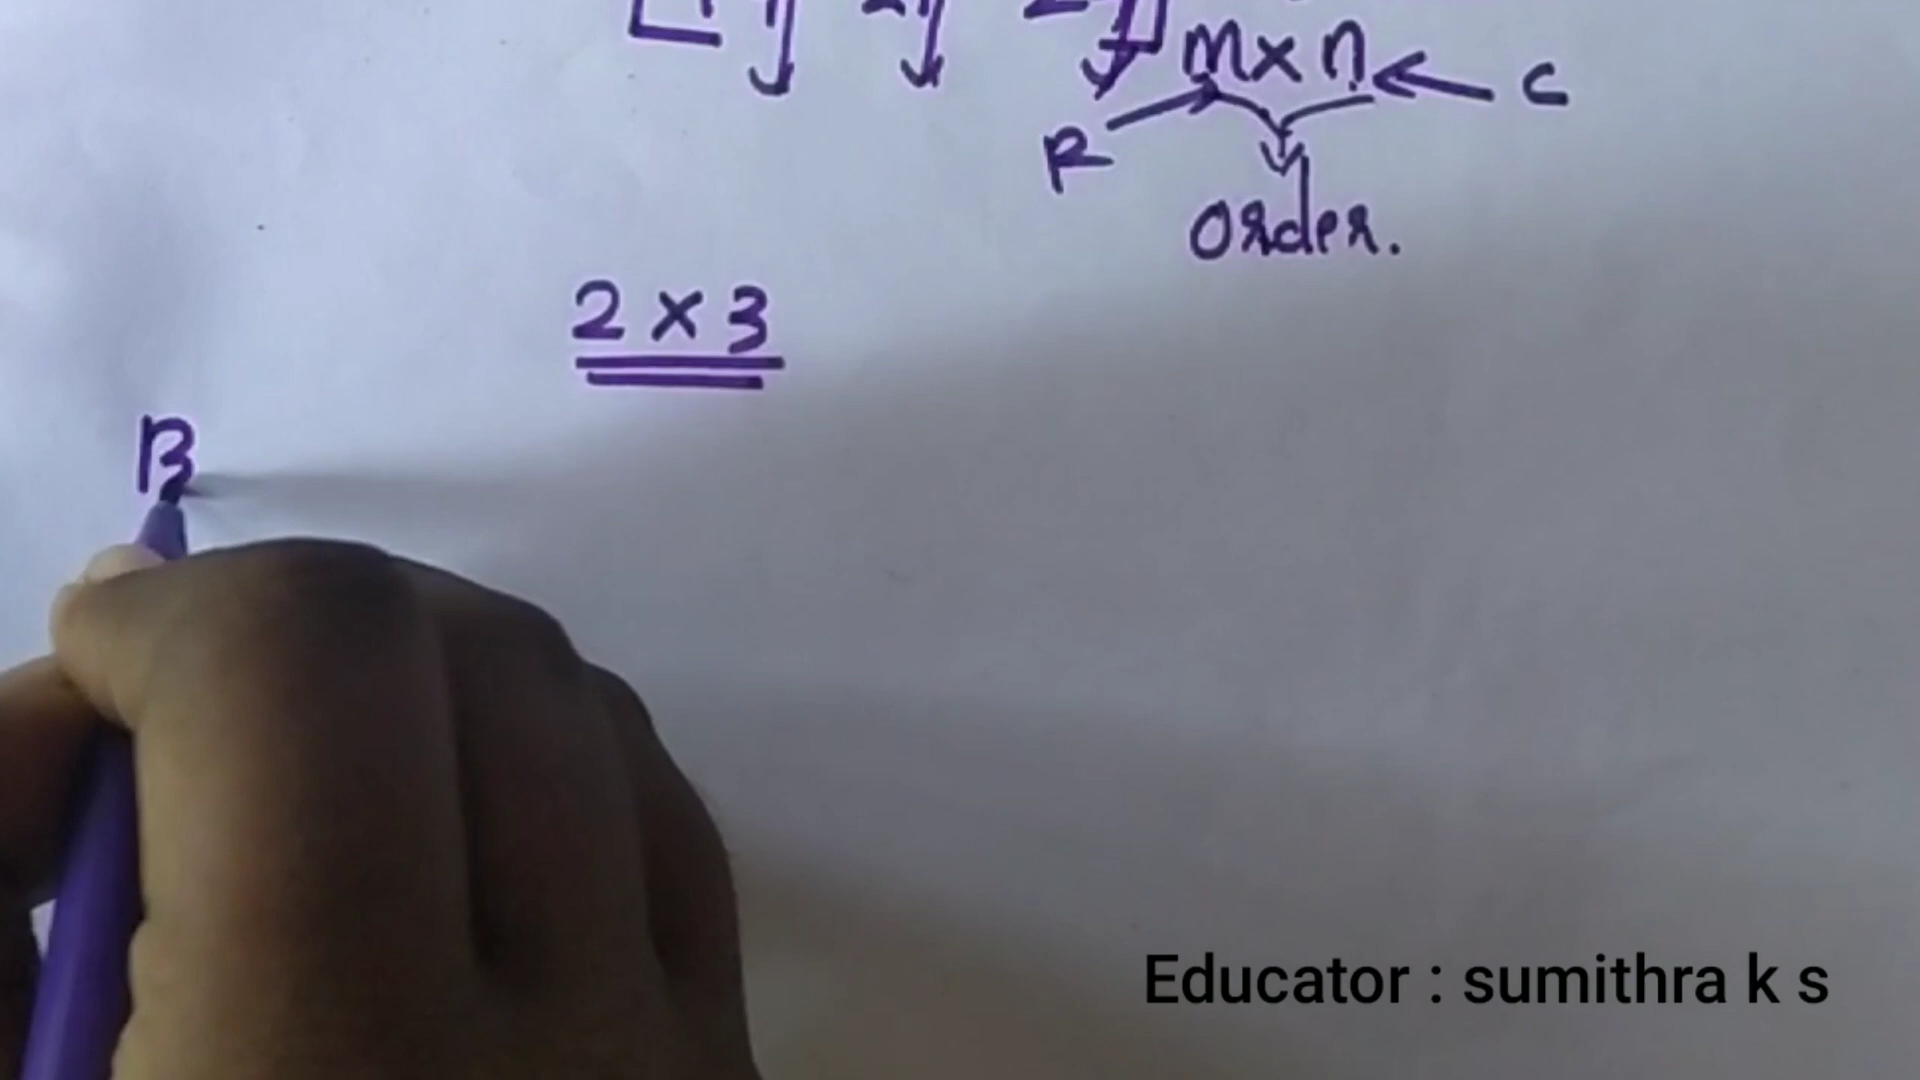 m×n ← C
R
Order.
2 × 3
B
Educator : sumithra k s